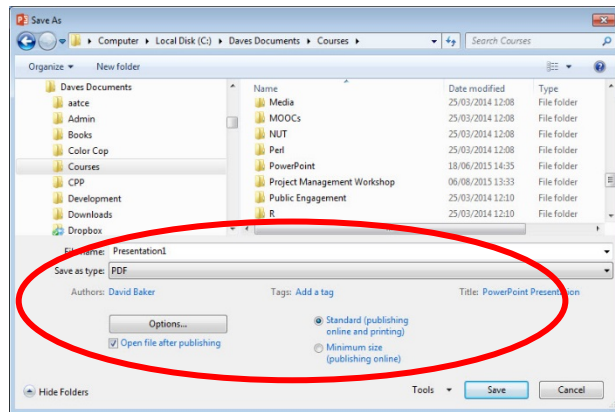 Save As
Computer ▸ Local Disk (C:) ▸ Daves Documents ▸ Courses ▸
Search Courses
Organize ▾ New folder
Daves Documents
aatce
Admin
Books
Color Cop
Courses
CPP
Development
Downloads
Dropbox
Name Date modified Type
Media 25/03/2014 12:08 File folder
MOOCs 25/03/2014 12:08 File folder
NUT 25/03/2014 12:08 File folder
Perl 25/03/2014 12:08 File folder
PowerPoint 18/06/2015 14:35 File folder
Project Management Workshop 06/08/2015 13:33 File folder
Public Engagement 25/03/2014 12:10 File folder
R 25/03/2014 12:10 File folder
Presentation1
Save as type: PDF
Authors: David Baker Tags: Add a tag Title: PowerPoint Presentation
Options...
Open file after publishing
Standard (publishing
online and printing)
Minimum size
(publishing online)
Hide Folders Tools ▾ Save Cancel